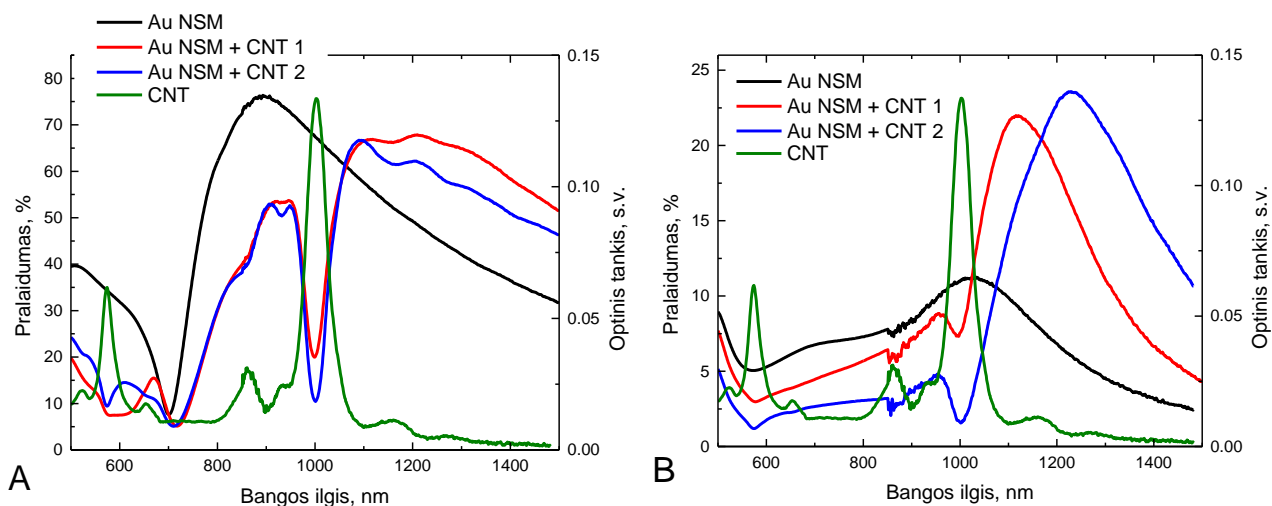 Au NSM
Au NSM + CNT 1
Au NSM + CNT 2
CNT
80
70
60
50
40
30
20
10
0
Pralaidumas, %
0.15
0.10
0.05
0.00
Optinis tankis, s.v.
600 800 1000 1200 1400
Bangos ilgis, nm
A
Au NSM
Au NSM + CNT 1
Au NSM + CNT 2
CNT
25
20
15
10
5
0
Pralaidumas, %
0.15
0.10
0.05
0.00
Optinis tankis, s.v.
600 800 1000 1200 1400
Bangos ilgis, nm
B